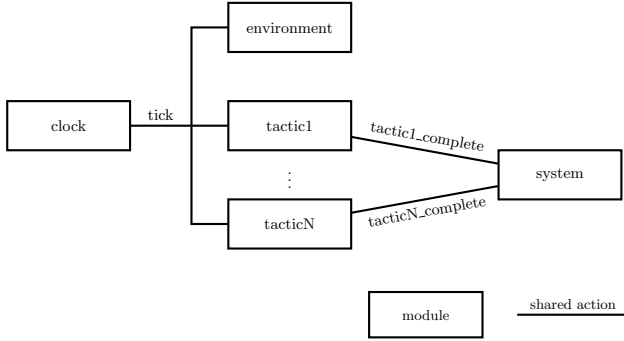 environment
clock
tick
tactic1
tactic1_complete
⋮
system
tacticN
tacticN_complete
module
shared action